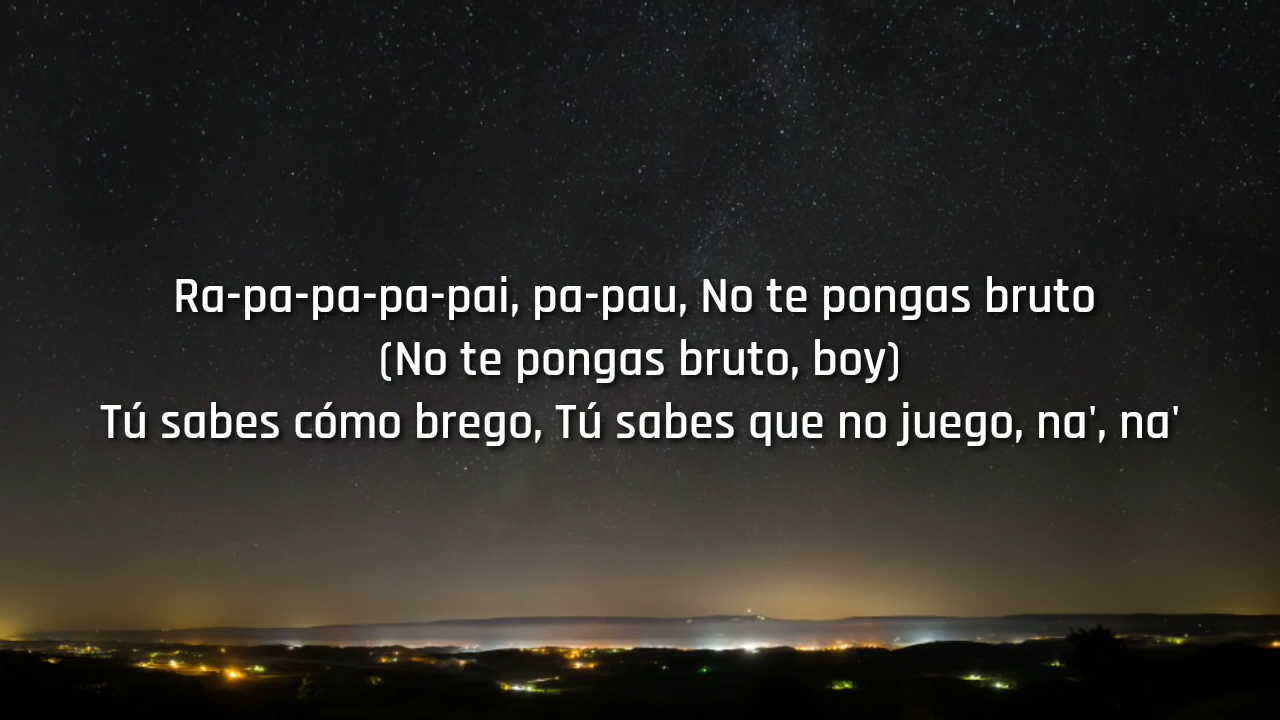 Ra-pa-pa-pa-pai, pa-pau, No te pongas bruto
(No te pongas bruto, boy)
Tú sabes cómo brego, Tú sabes que no juego, na', na'